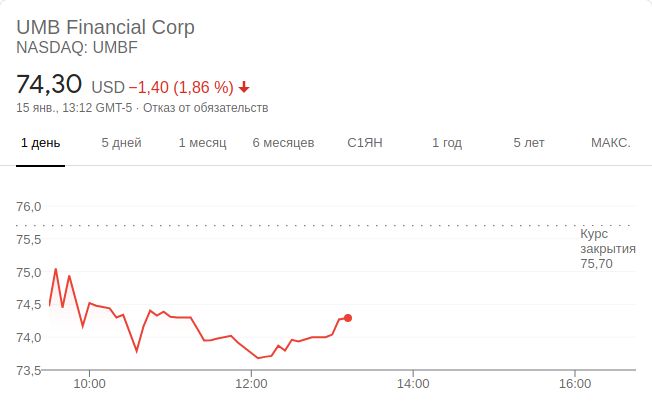 UMB Financial Corp
NASDAQ: UMBF
74,30 USD −1,40 (1,86 %)
15 янв., 13:12 GMT-5 · Отказ от обязательств
1 день 5 дней 1 месяц 6 месяцев С1ЯН 1 год 5 лет МАКС.
76,0
Курс
75,5
закрытия
75,70
75,0
74,5
74,0
73,5
10:00 12:00 14:00 16:00